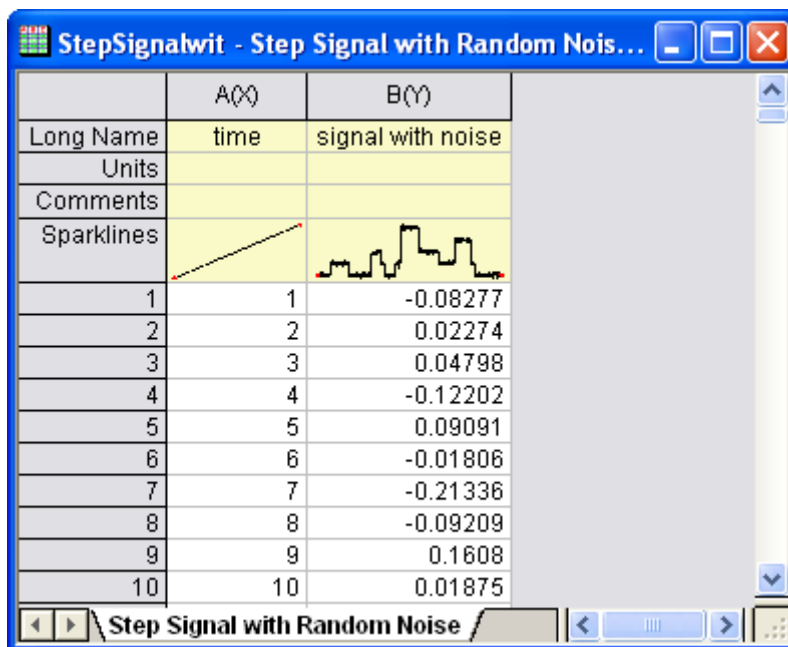 StepSignalwit - Step Signal with Random Nois...
A(X) B(Y)
Long Name time signal with noise
Units
Comments
Sparklines
1 1 -0.08277
2 2 0.02274
3 3 0.04798
4 4 -0.12202
5 5 0.09091
6 6 -0.01806
7 7 -0.21336
8 8 -0.09209
9 9 0.1608
10 10 0.01875
Step Signal with Random Noise